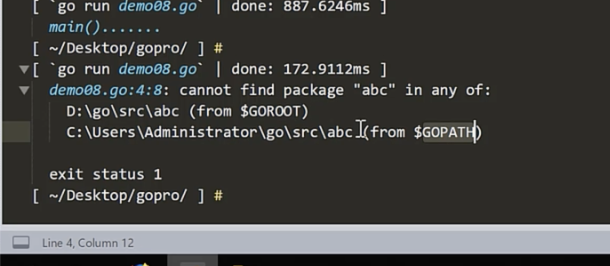 [ `go run demo08.go` | done: 887.6246ms ]
main().......
[ ~/Desktop/gopro/ ] #
[ `go run demo08.go` | done: 172.9112ms ]
demo08.go:4:8: cannot find package "abc" in any of:
D:\go\src\abc (from $GOROOT)
C:\Users\Administrator\go\src\abc (from $GOPATH)
exit status 1
[ ~/Desktop/gopro/ ] #
Line 4, Column 12